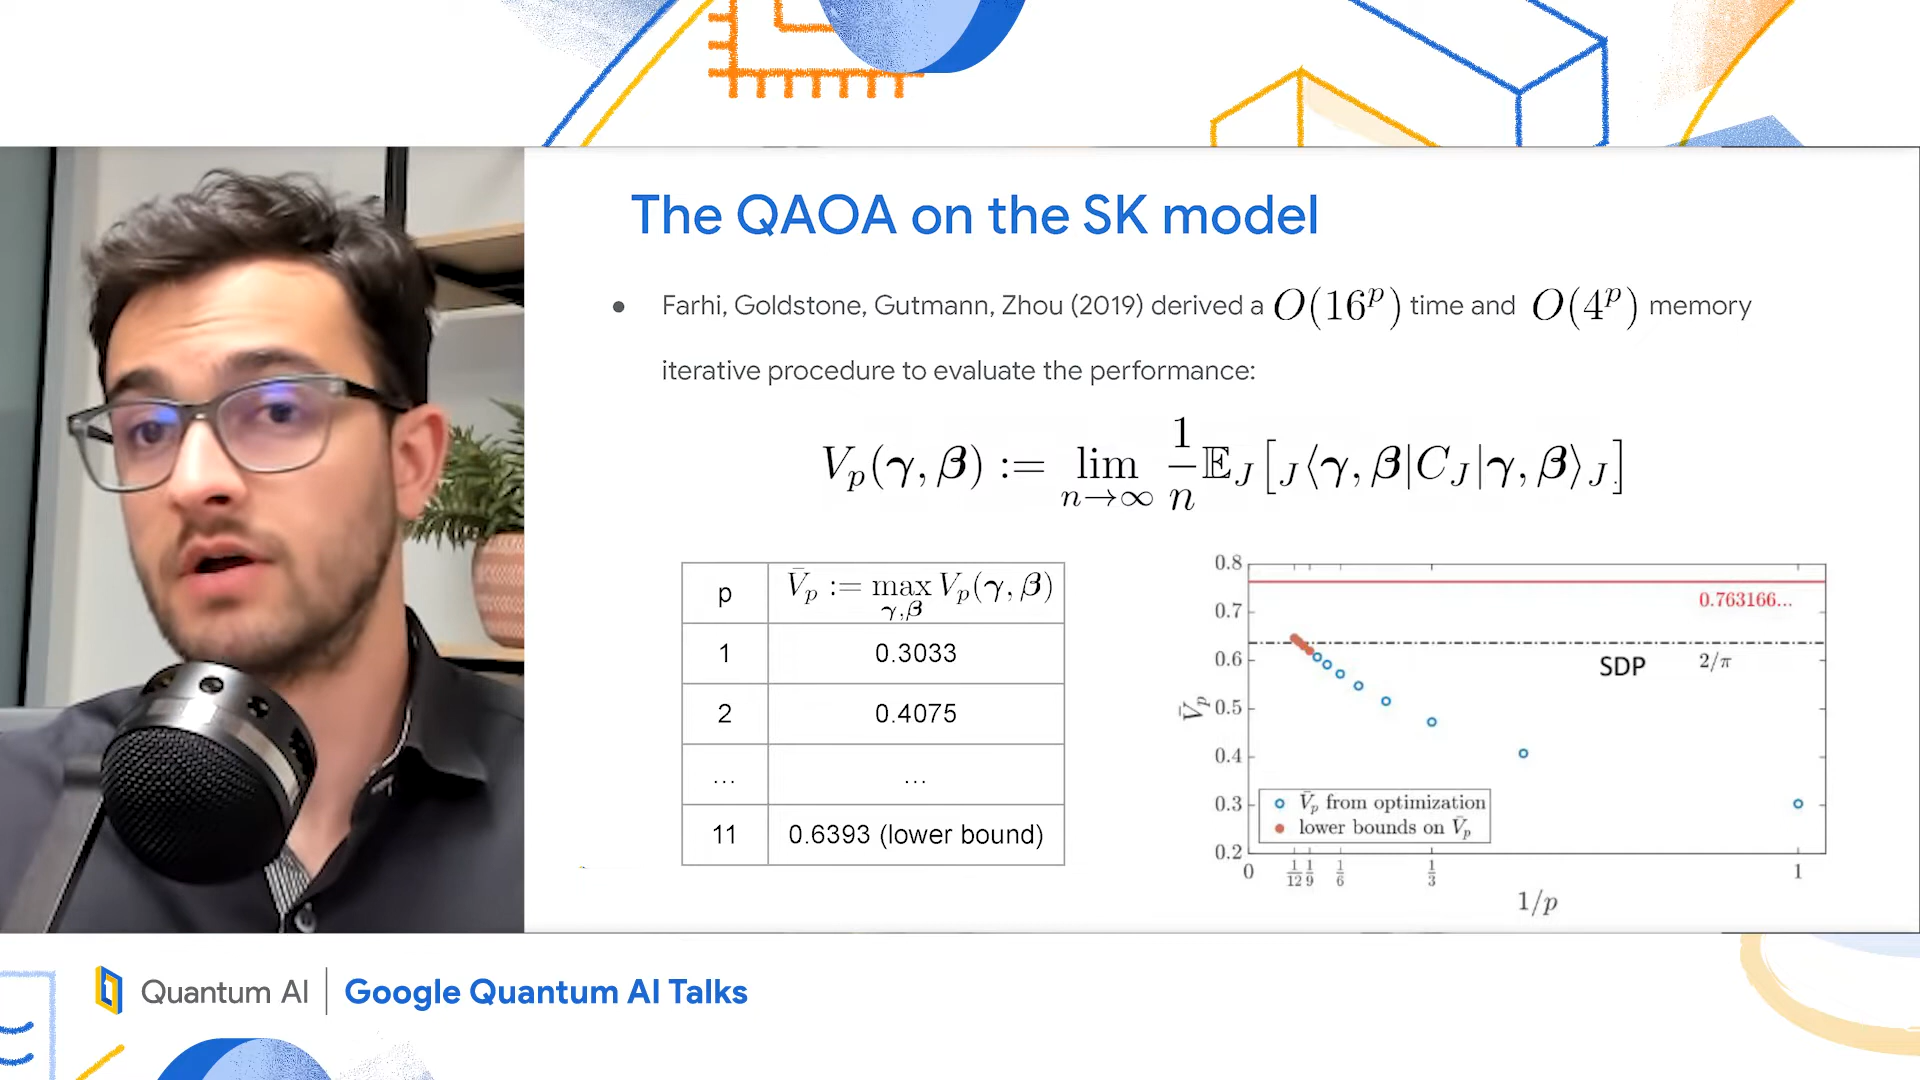 The QAOA on the SK model
● Farhi, Goldstone, Gutmann, Zhou (2019) derived a O(16^p) time and O(4^p) memory
iterative procedure to evaluate the performance:
V_p(γ, β) := lim_{n→∞} 1/n 𝔼_J [ _J⟨γ, β|C_J|γ, β⟩_J ]
p V̄_p := max_{γ,β} V_p(γ, β)
1 0.3033
2 0.4075
... ...
11 0.6393 (lower bound)
0.8
0.7
0.6
0.5
0.4
0.3
0.2
V̄_p
0.763166...
SDP 2/π
V̄_p from optimization
lower bounds on V̄_p
0 1/12 1/9 1/6 1/3 1
1/p
Quantum AI | Google Quantum AI Talks